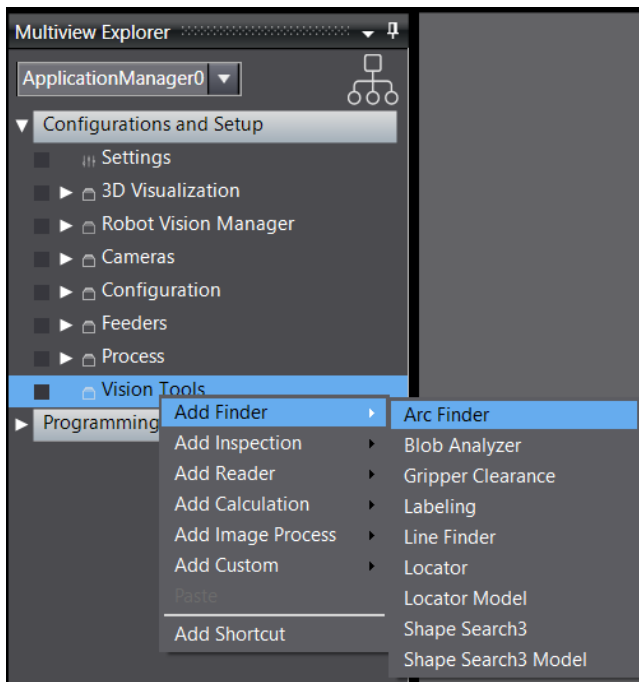 Multiview Explorer
ApplicationManager0
Configurations and Setup
Settings
3D Visualization
Robot Vision Manager
Cameras
Configuration
Feeders
Process
Vision Tools
Programming
Add Finder
Add Inspection
Add Reader
Add Calculation
Add Image Process
Add Custom
Paste
Add Shortcut
Arc Finder
Blob Analyzer
Gripper Clearance
Labeling
Line Finder
Locator
Locator Model
Shape Search3
Shape Search3 Model